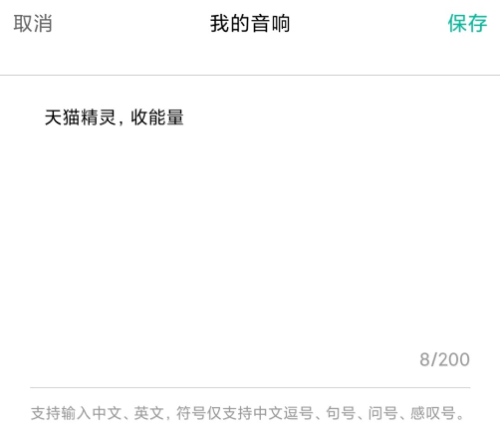 取消
我的音响
保存
天猫精灵，收能量
8/200
支持输入中文、英文，符号仅支持中文逗号、句号、问号、感叹号。